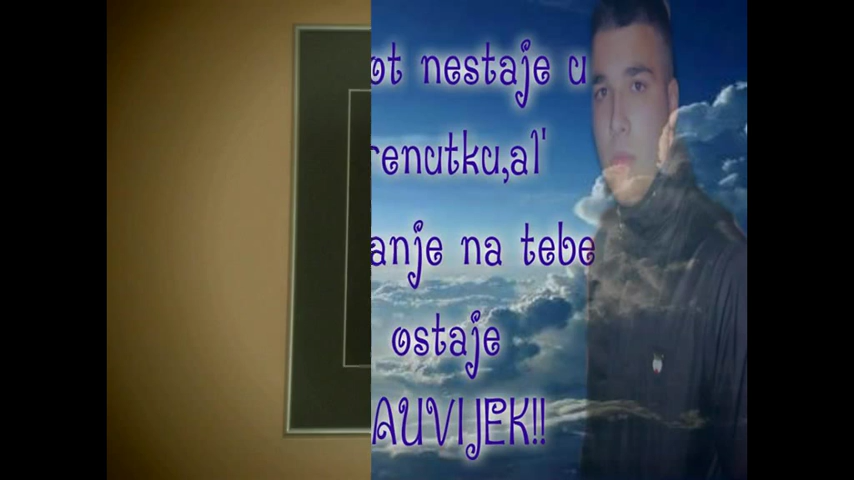 ot nestaje u
renutku,al'
anje na tebe
ostaje
AUVIJEK!!